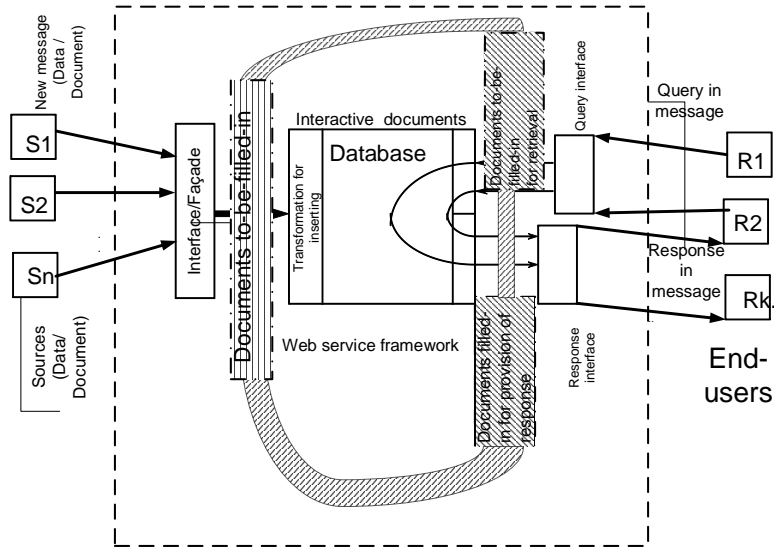 New message
(Data /
Document)
S1
S2
Sn
Sources
(Data/
Document)
Interface/Façade
Documents to-be-filled-in
Interactive documents
Database
Transformation for
inserting
Web service framework
Documents to-be-
filled-in
for retrieval
Documents filled-
in for provision of
response
Query interface
Response
interface
Query in
message
R1
R2
Response
in
message
Rk.
End-
users